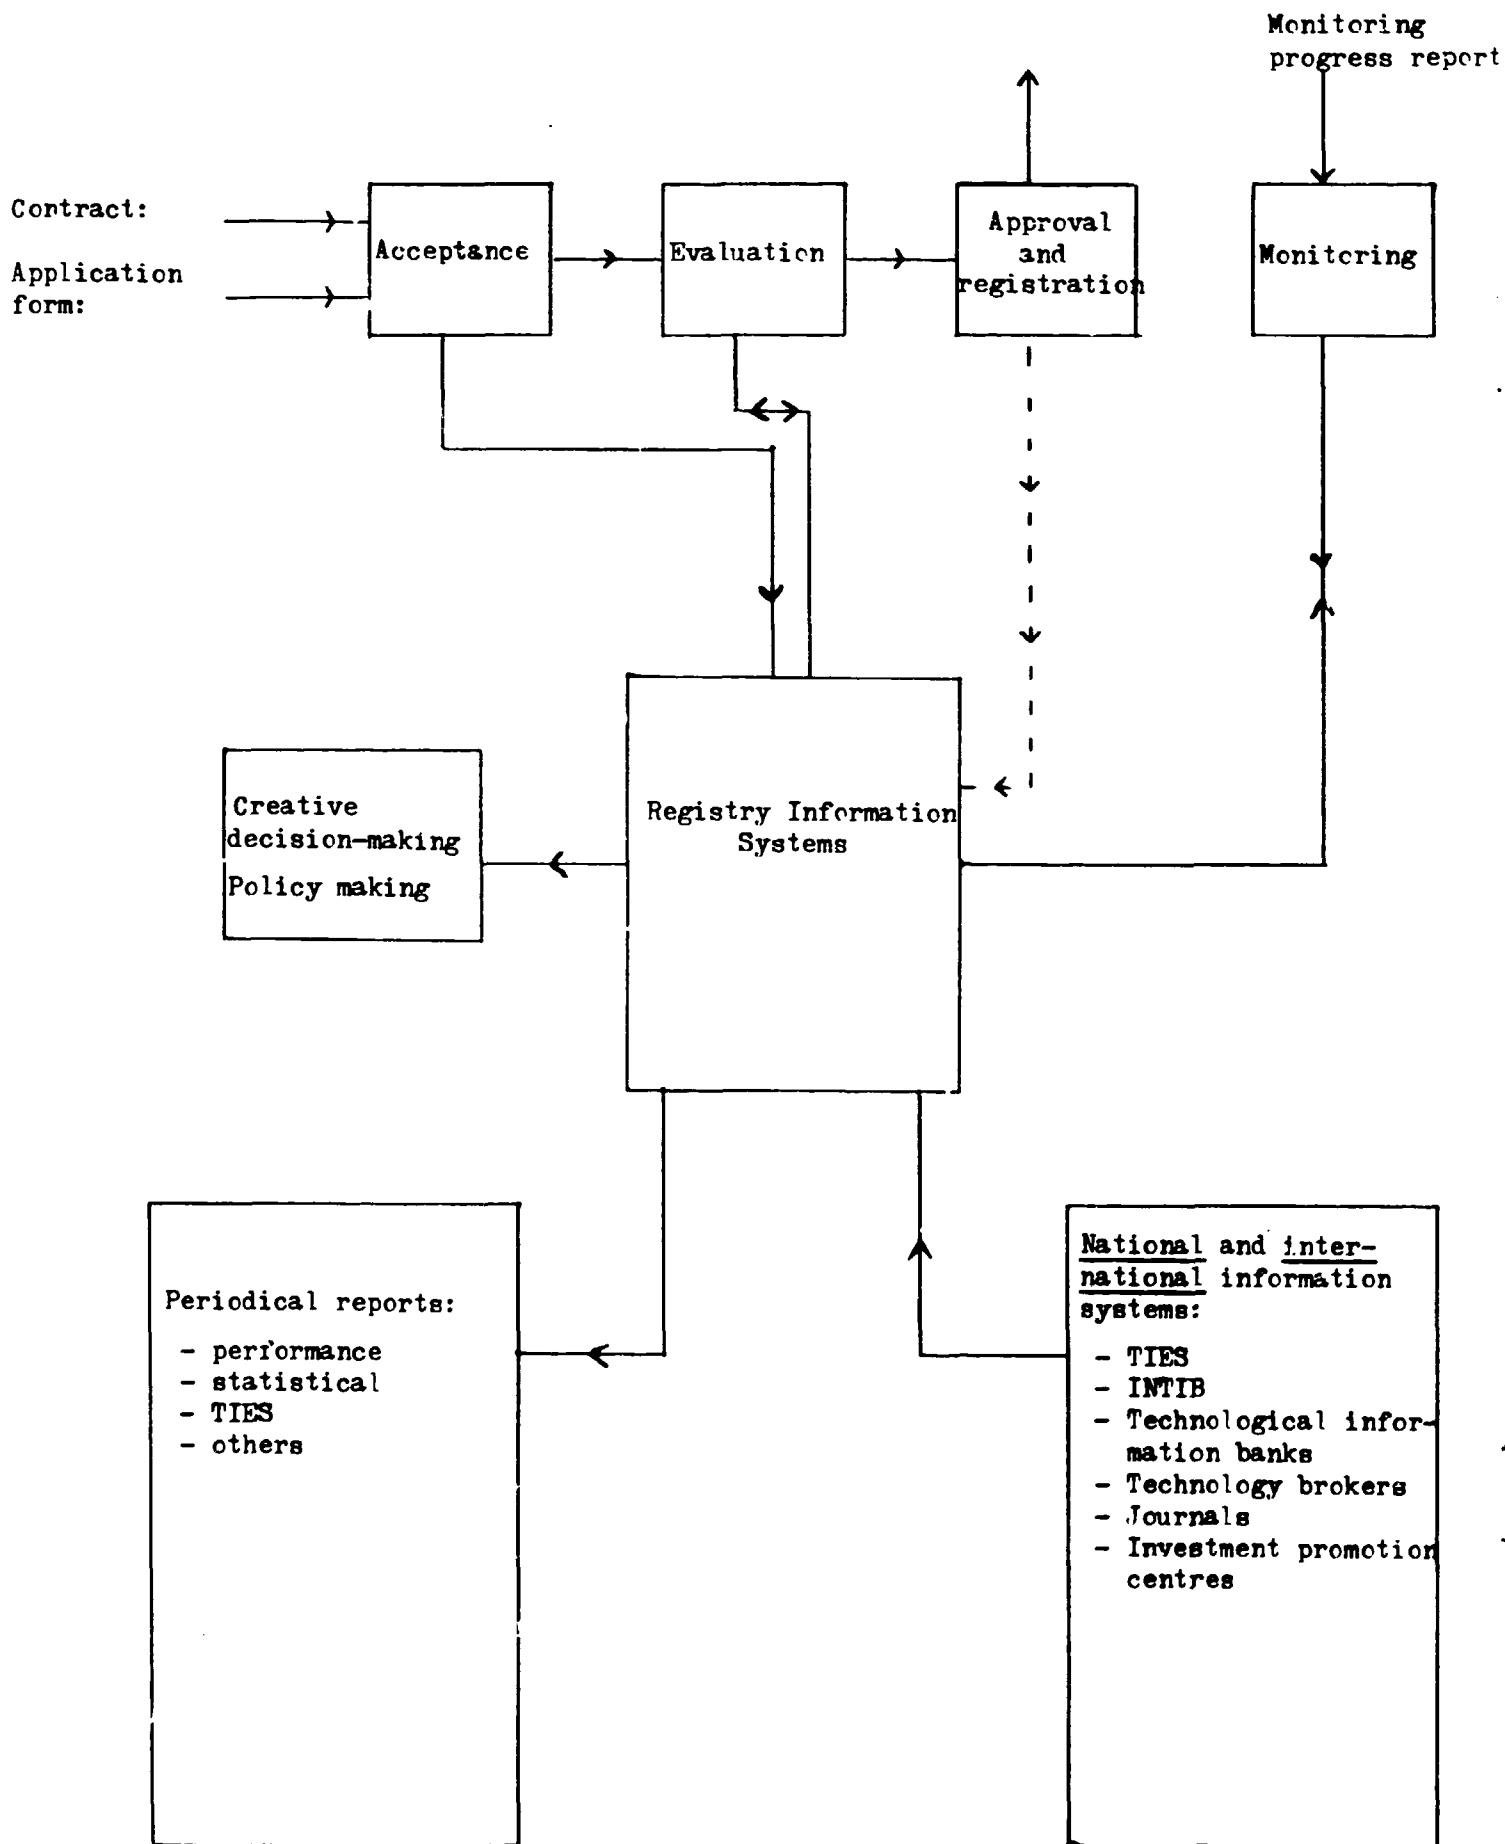 Monitoring
progress report
Contract:
Application
form:
Acceptance
Evaluation
Approval
and
registration
Monitoring
Creative
decision-making
Policy making
Registry Information
Systems
Periodical reports:
- performance
- statistical
- TIES
- others
National and inter-
national information
systems:
- TIES
- INTIB
- Technological infor-
mation banks
- Technology brokers
- Journals
- Investment promotion
centres